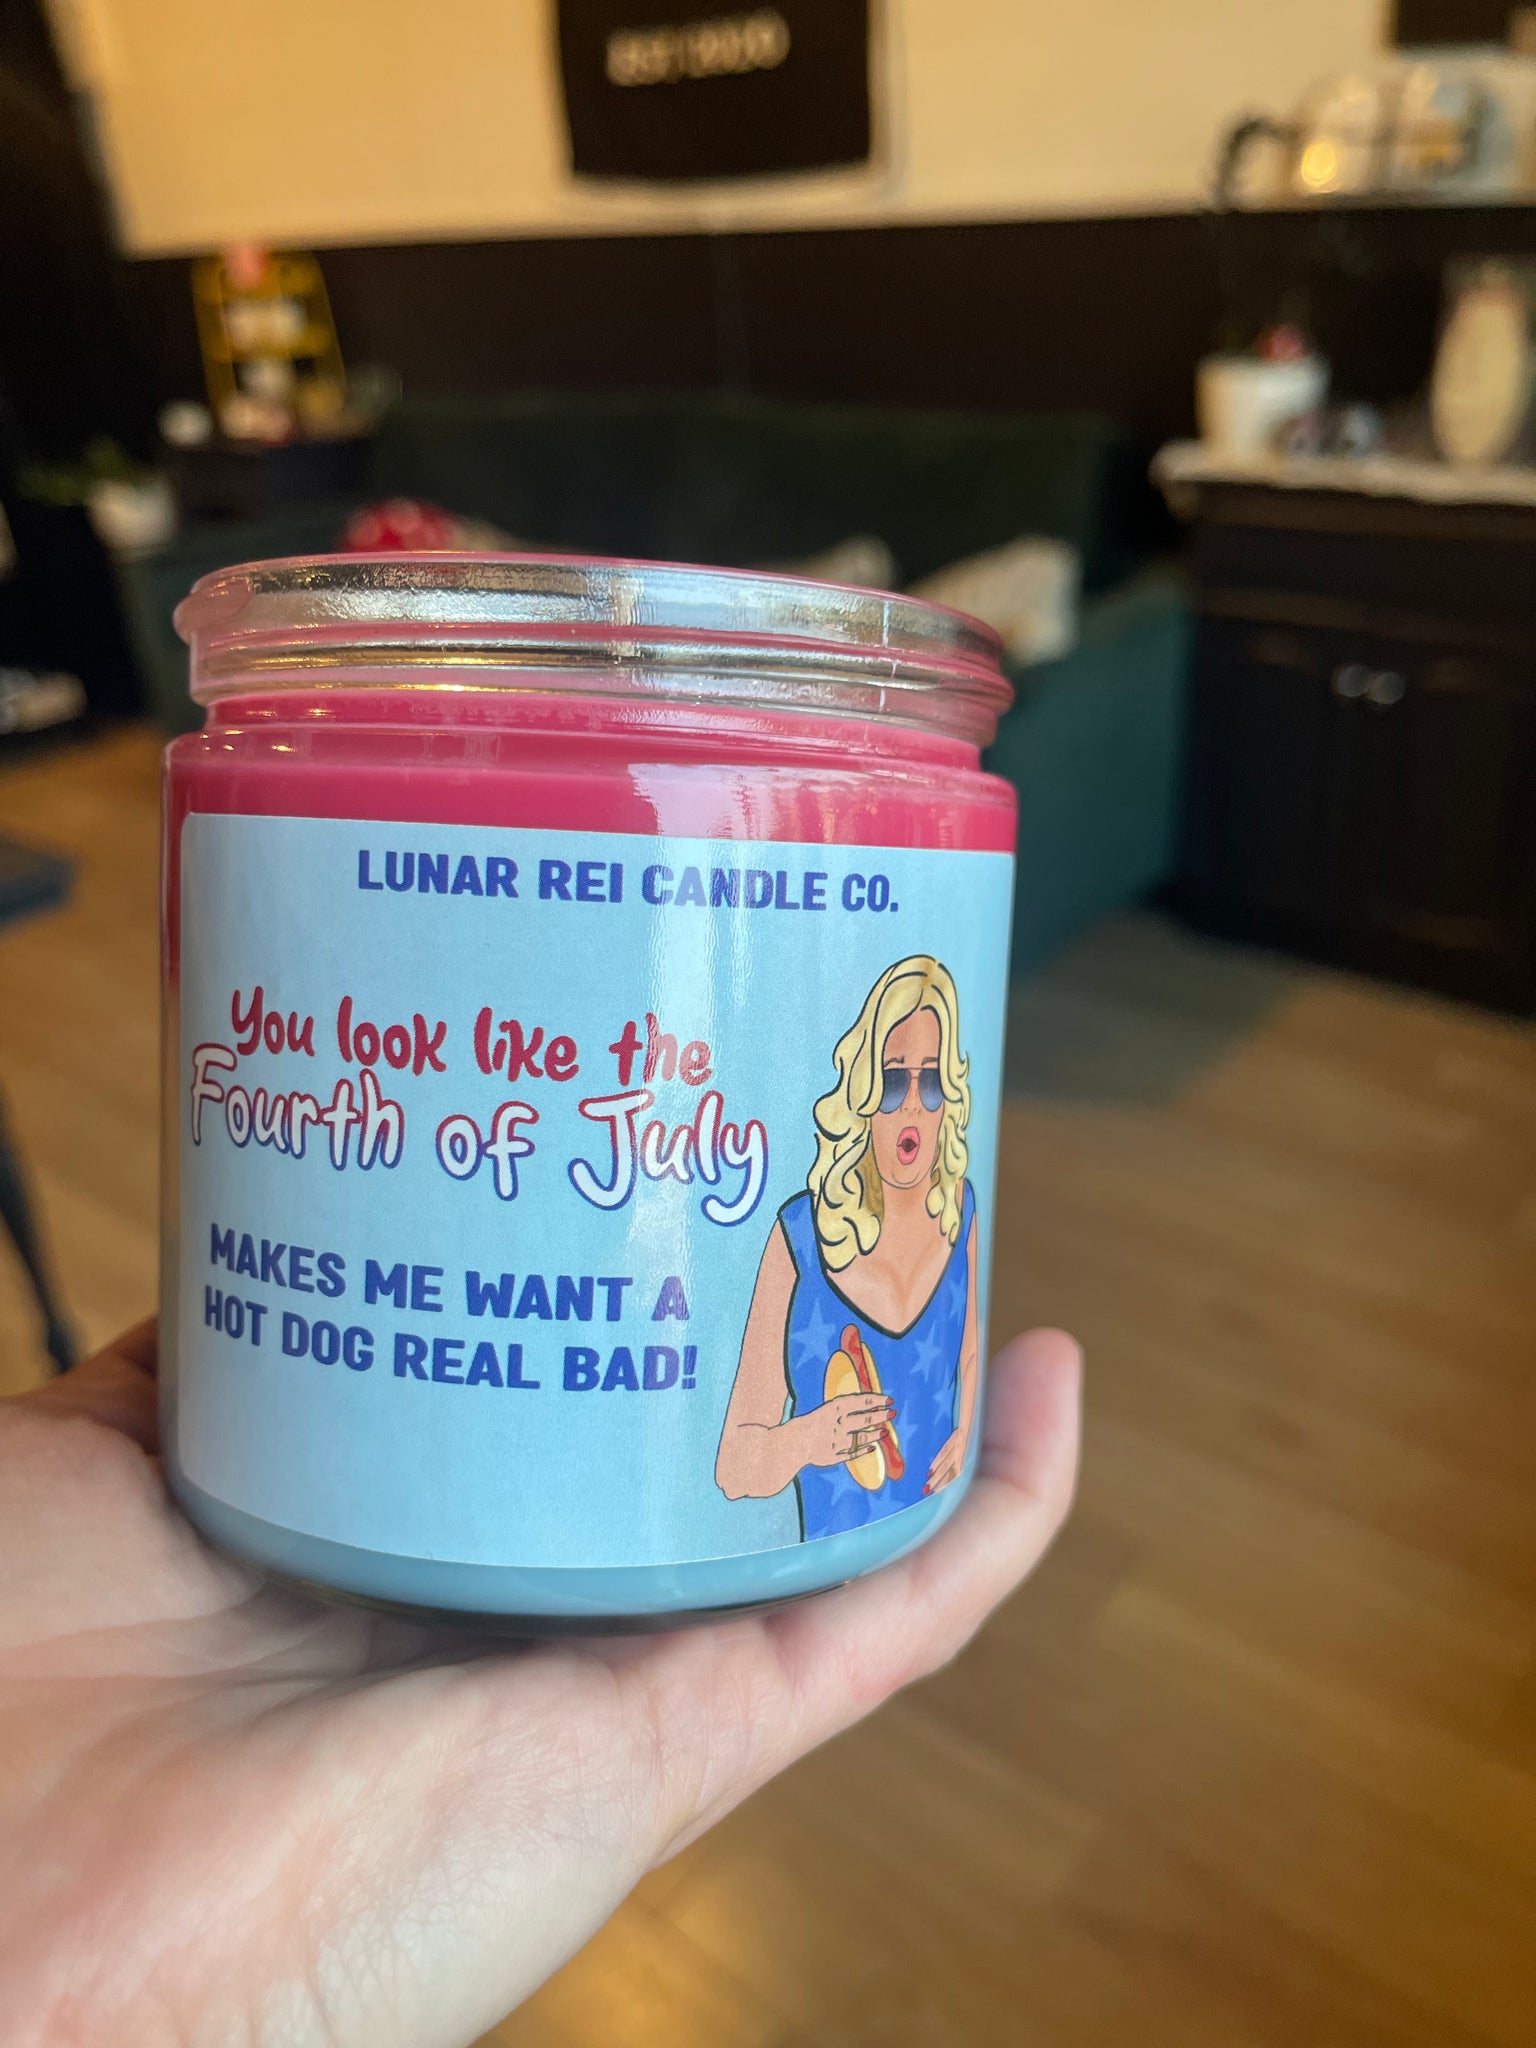 LUNAR REI CANDLE CO.
You look like the
Fourth of July
MAKES ME WANT A
HOT DOG REAL BAD!